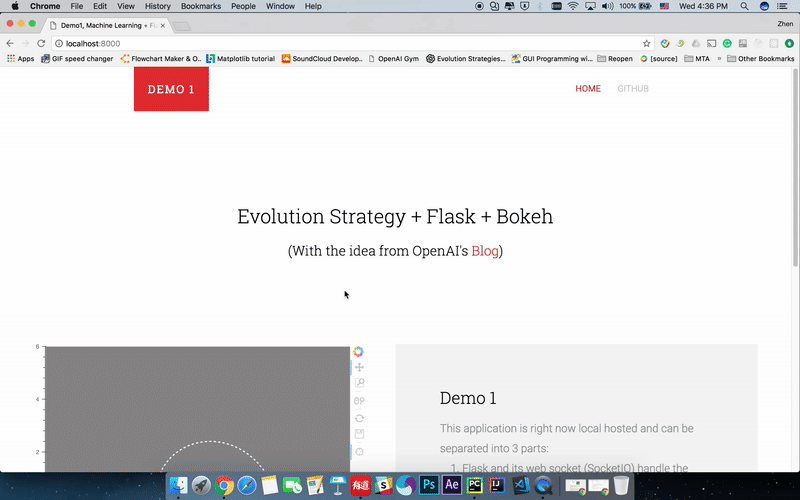 Chrome File Edit View History Bookmarks People Window Help 100% Wed 4:36 PM
Demo1, Machine Learning + Fl
Zhen
localhost:8000
Apps GIF speed changer Flowchart Maker & O.. Matplotlib tutorial SoundCloud Develop.. OpenAI Gym Evolution Strategies... GUI Programming wi... Reopen [source] MTA » Other Bookmarks
DEMO 1
HOME GITHUB
Evolution Strategy + Flask + Bokeh
(With the idea from OpenAI's Blog)
6
4
2
Demo 1
This application is right now local hosted and can be
separated into 3 parts:
1. Flask and its web socket (SocketIO) handle the
Ps Ae PC IJ